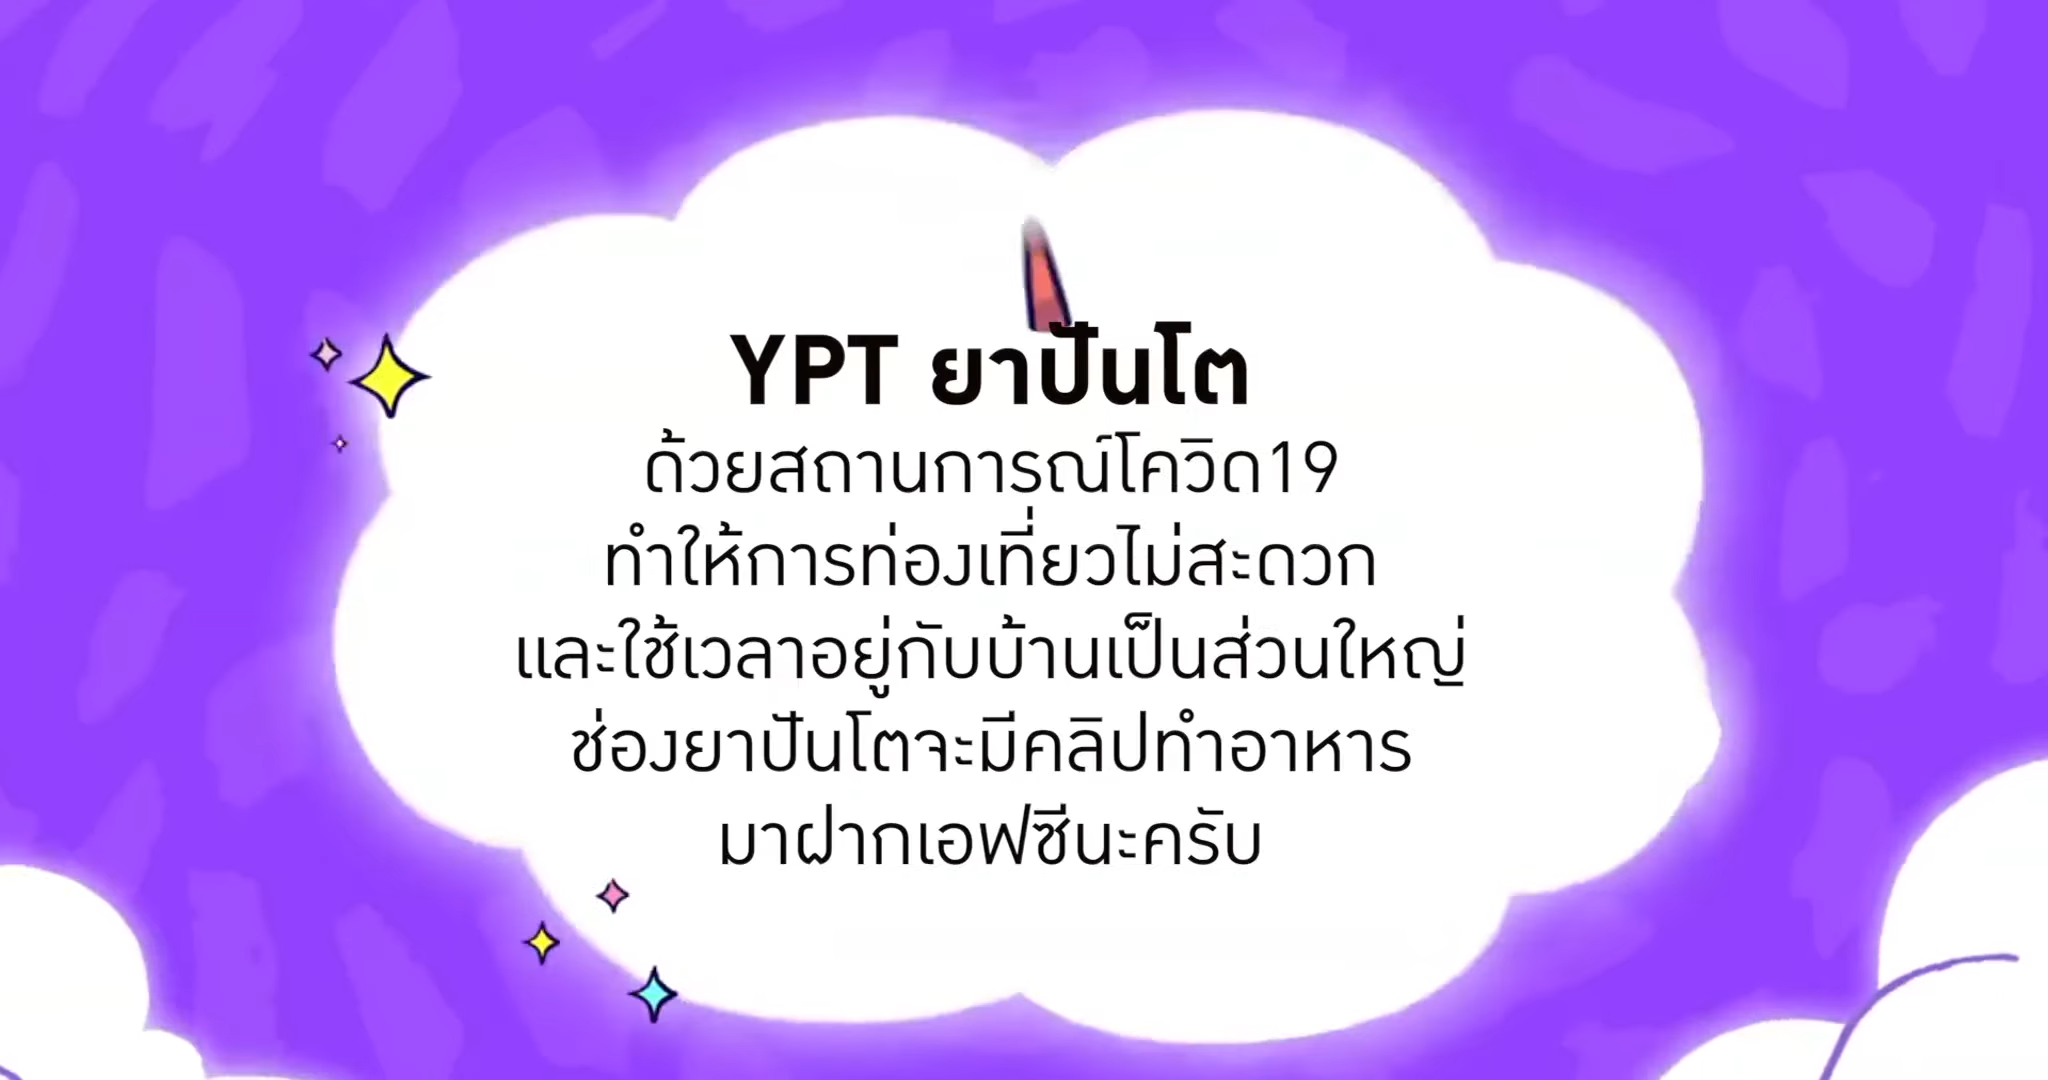 YPT ยาปันโต
ด้วยสถานการณ์โควิด19
ทำให้การท่องเที่ยวไม่สะดวก
และใช้เวลาอยู่กับบ้านเป็นส่วนใหญ่
ช่องยาปันโตจะมีคลิปทำอาหาร
มาฝากเอฟซีนะครับ